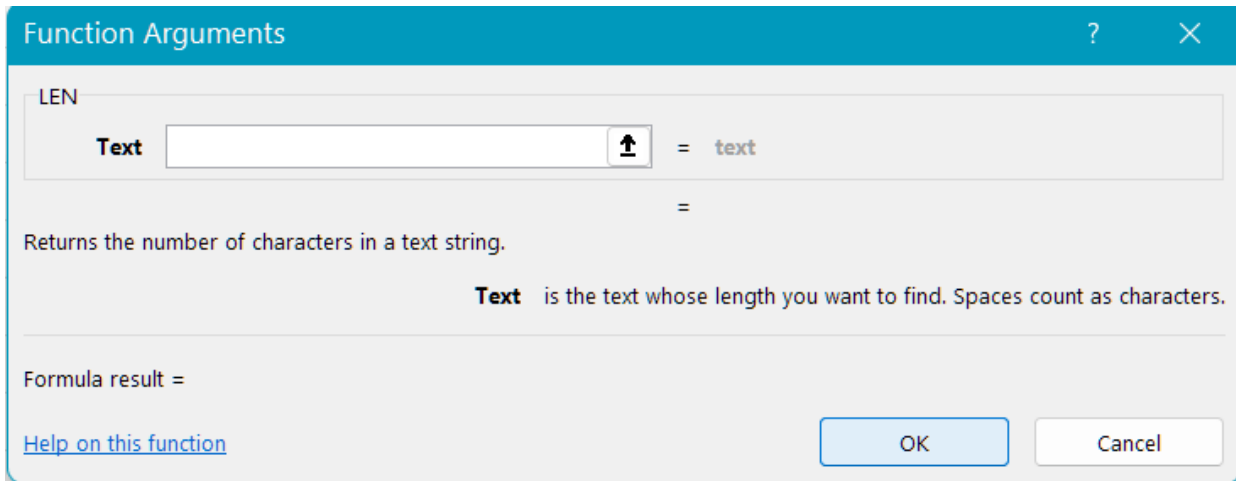 Function Arguments ?
LEN
Text = text
=
Returns the number of characters in a text string.
Text is the text whose length you want to find. Spaces count as characters.
Formula result =
Help on this function OK Cancel